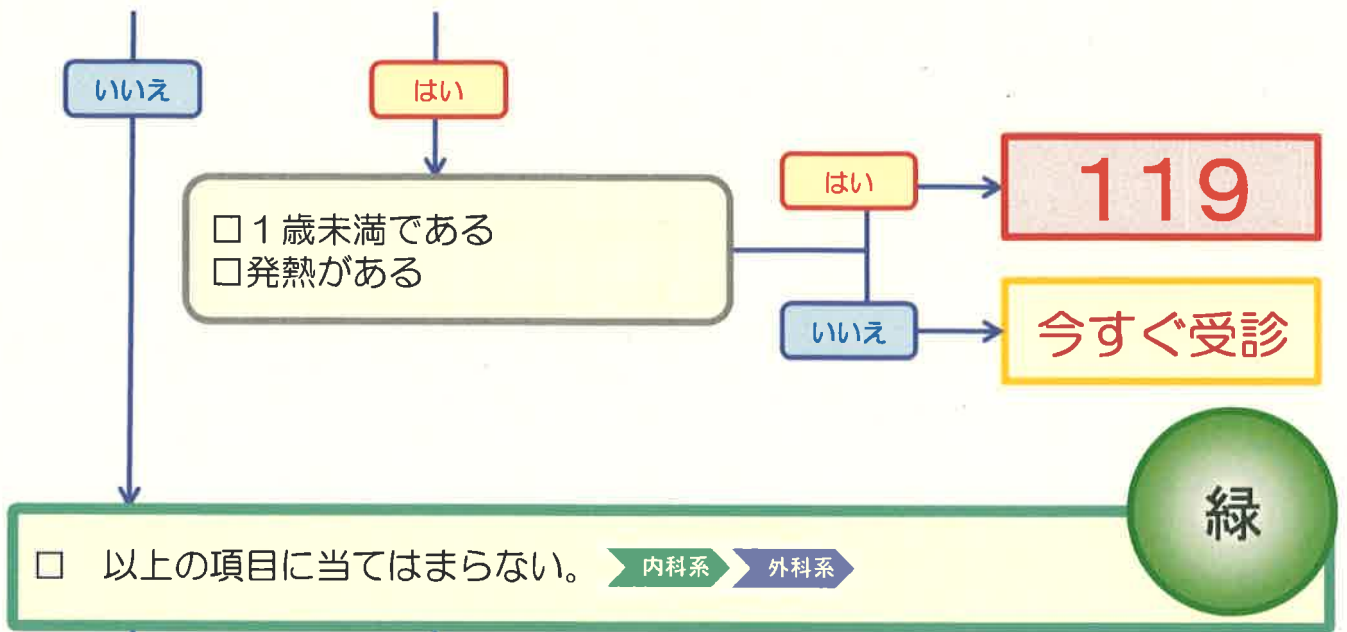 いいえ
はい
□１歳未満である
□発熱がある
はい
119
いいえ
今すぐ受診
緑
□ 以上の項目に当てはまらない。 内科系 外科系